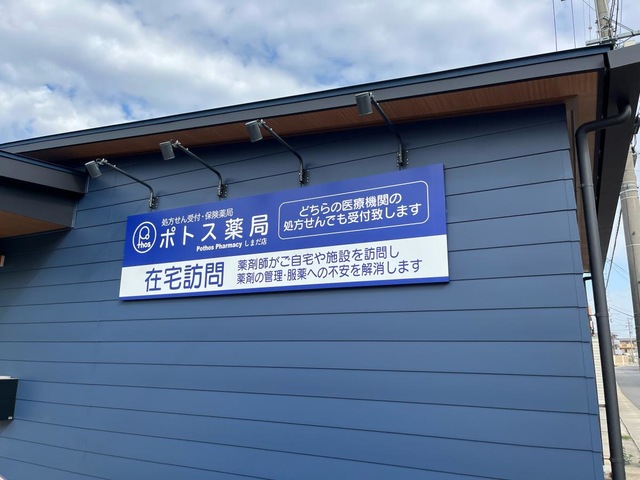 処方せん受付・保険薬局
Pothos
ポトス薬局
Pothos Pharmacy しまだ店
どちらの医療機関の
処方せんでも受付致します
在宅訪問
薬剤師がご自宅や施設を訪問し
薬剤の管理・服薬への不安を解消します